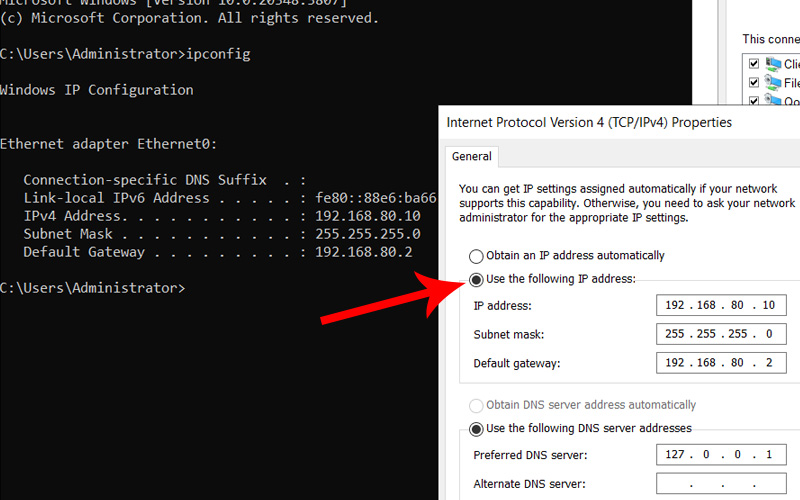 Microsoft Windows [Version 10.0.20348.5807]
(c) Microsoft Corporation. All rights reserved.
C:\Users\Administrator>ipconfig
Windows IP Configuration
Ethernet adapter Ethernet0:
Connection-specific DNS Suffix  . :
Link-local IPv6 Address . . . . . : fe80::88e6:ba66
IPv4 Address. . . . . . . . . . . : 192.168.80.10
Subnet Mask . . . . . . . . . . . : 255.255.255.0
Default Gateway . . . . . . . . . : 192.168.80.2
C:\Users\Administrator>
This conne
Clie
File
Internet Protocol Version 4 (TCP/IPv4) Properties
General
You can get IP settings assigned automatically if your network
supports this capability. Otherwise, you need to ask your network
administrator for the appropriate IP settings.
Obtain an IP address automatically
Use the following IP address:
IP address: 192 . 168 . 80 . 10
Subnet mask: 255 . 255 . 255 . 0
Default gateway: 192 . 168 . 80 . 2
Obtain DNS server address automatically
Use the following DNS server addresses
Preferred DNS server: 127 . 0 . 0 . 1
Alternate DNS server: . . .